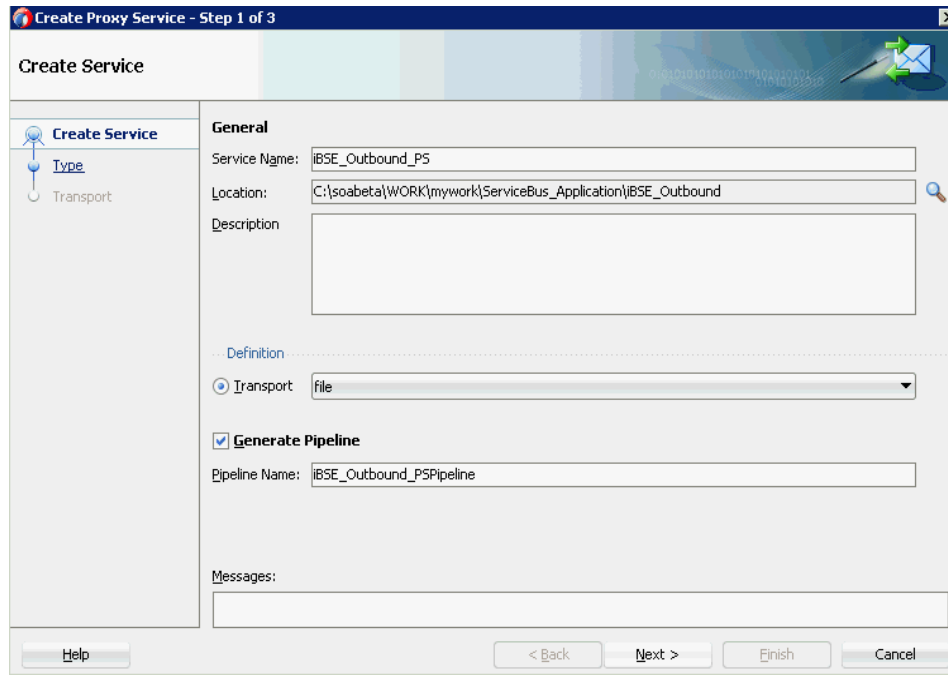 Create Proxy Service - Step 1 of 3
Create Service
Create Service
Type
Transport
General
Service Name: iBSE_Outbound_PS
Location: C:\soabeta\WORK\mywork\ServiceBus_Application\iBSE_Outbound
Description
Definition
Transport file
Generate Pipeline
Pipeline Name: iBSE_Outbound_PSPipeline
Messages:
Help < Back Next > Finish Cancel